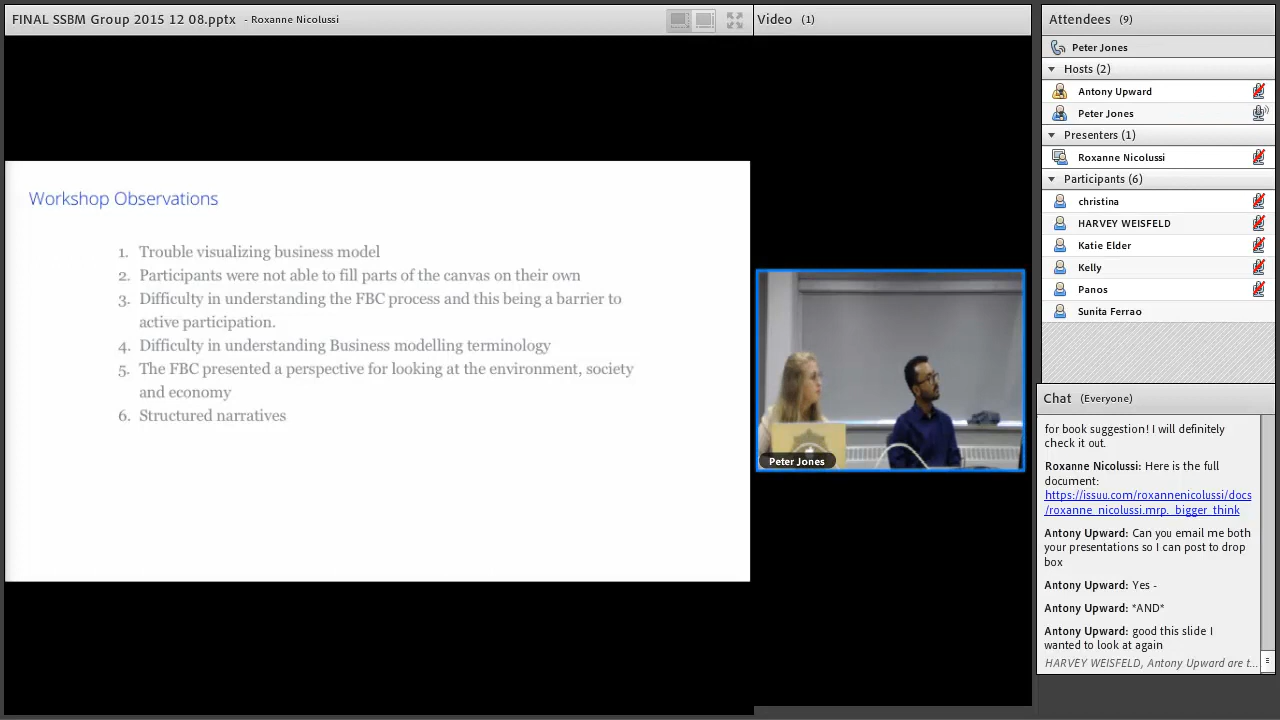 FINAL SSBM Group 2015 12 08.pptx - Roxanne Nicolussi
Workshop Observations
1. Trouble visualizing business model
2. Participants were not able to fill parts of the canvas on their own
3. Difficulty in understanding the FBC process and this being a barrier to
active participation.
4. Difficulty in understanding Business modelling terminology
5. The FBC presented a perspective for looking at the environment, society
and economy
6. Structured narratives
Video (1)
Peter Jones
Attendees (9)
Peter Jones
Hosts (2)
Antony Upward
Peter Jones
Presenters (1)
Roxanne Nicolussi
Participants (6)
christina
HARVEY WEISFELD
Katie Elder
Kelly
Panos
Sunita Ferrao
Chat (Everyone)
for book suggestion! I will definitely
check it out.
Roxanne Nicolussi: Here is the full
document:
https://issuu.com/roxannenicolussi/docs
/roxanne_nicolussi.mrp._bigger_think
Antony Upward: Can you email me both
your presentations so I can post to drop
box
Antony Upward: Yes -
Antony Upward: *AND*
Antony Upward: good this slide I
wanted to look at again
HARVEY WEISFELD, Antony Upward are t...